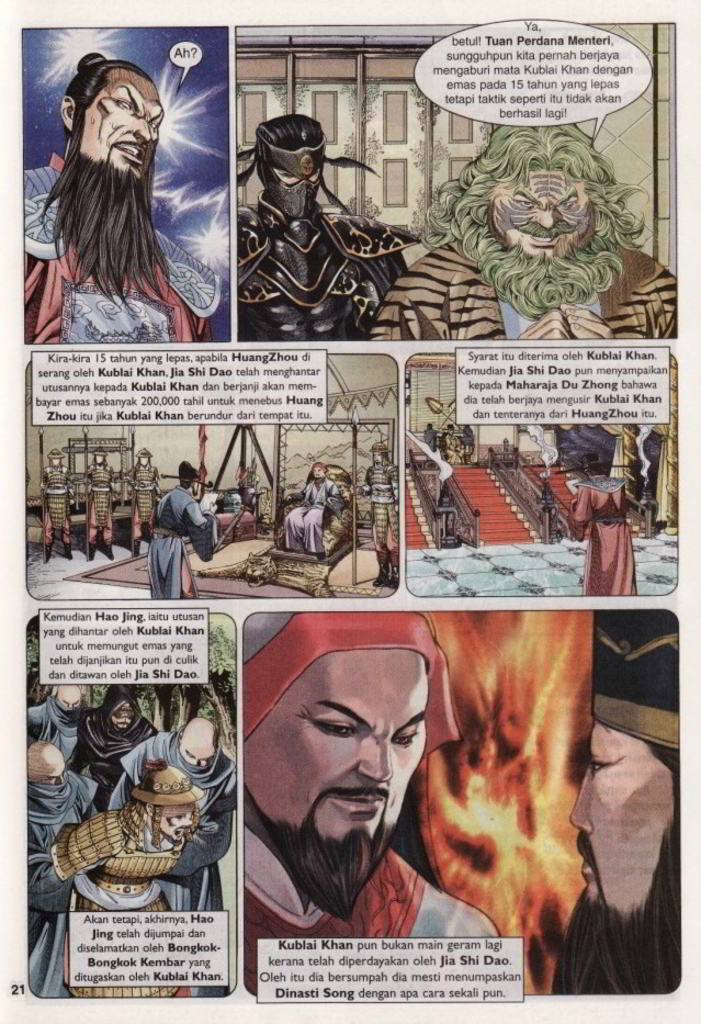 Ah?
Ya,
betul! Tuan Perdana Menteri,
sungguhpun kita pernah berjaya
mengaburi mata Kublai Khan dengan
emas pada 15 tahun yang lepas,
tetapi taktik seperti itu tidak akan
berhasil lagi!
Kira-kira 15 tahun yang lepas, apabila HuangZhou di
serang oleh Kublai Khan, Jia Shi Dao telah menghantar
utusannya kepada Kublai Khan dan berjanji akan mem-
bayar emas sebanyak 200,000 tahil untuk menebus Huang
Zhou itu jika Kublai Khan berundur dari tempat itu.
Syarat itu diterima oleh Kublai Khan.
Kemudian Jia Shi Dao pun menyampaikan
kepada Maharaja Du Zhong bahawa
dia telah berjaya mengusir Kublai Khan
dan tenteranya dari HuangZhou itu.
Kemudian Hao Jing, iaitu utusan
yang dihantar oleh Kublai Khan
untuk memungut emas yang
telah dijanjikan itu pun di culik
dan ditawan oleh Jia Shi Dao.
Akan tetapi, akhirnya, Hao
Jing telah dijumpai dan
diselamatkan oleh Bongkok-
Bongkok Kembar yang
ditugaskan oleh Kublai Khan.
Kublai Khan pun bukan main geram lagi
kerana telah diperdayakan oleh Jia Shi Dao.
Oleh itu dia bersumpah dia mesti menumpaskan
Dinasti Song dengan apa cara sekali pun.
21